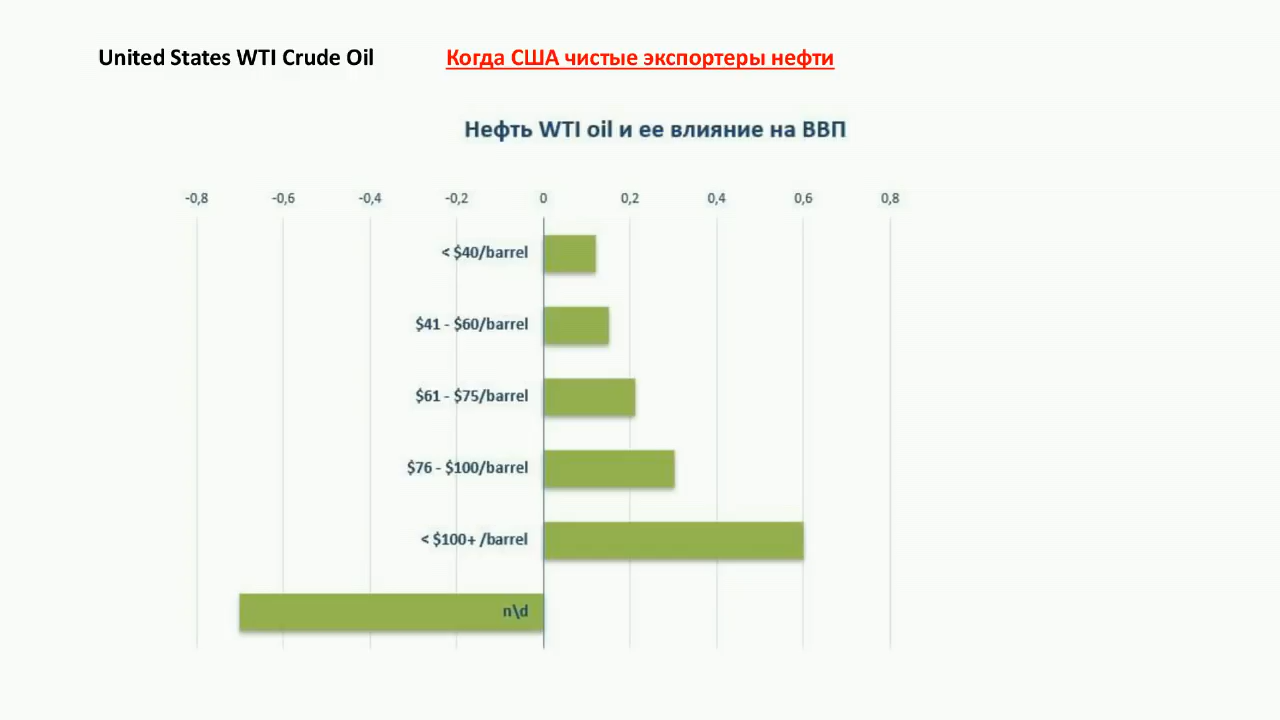 United States WTI Crude Oil Когда США чистые экспортеры нефти
Нефть WTI oil и ее влияние на ВВП
-0,8 -0,6 -0,4 -0,2 0 0,2 0,4 0,6 0,8
< $40/barrel
$41 - $60/barrel
$61 - $75/barrel
$76 - $100/barrel
< $100+ /barrel
n\d